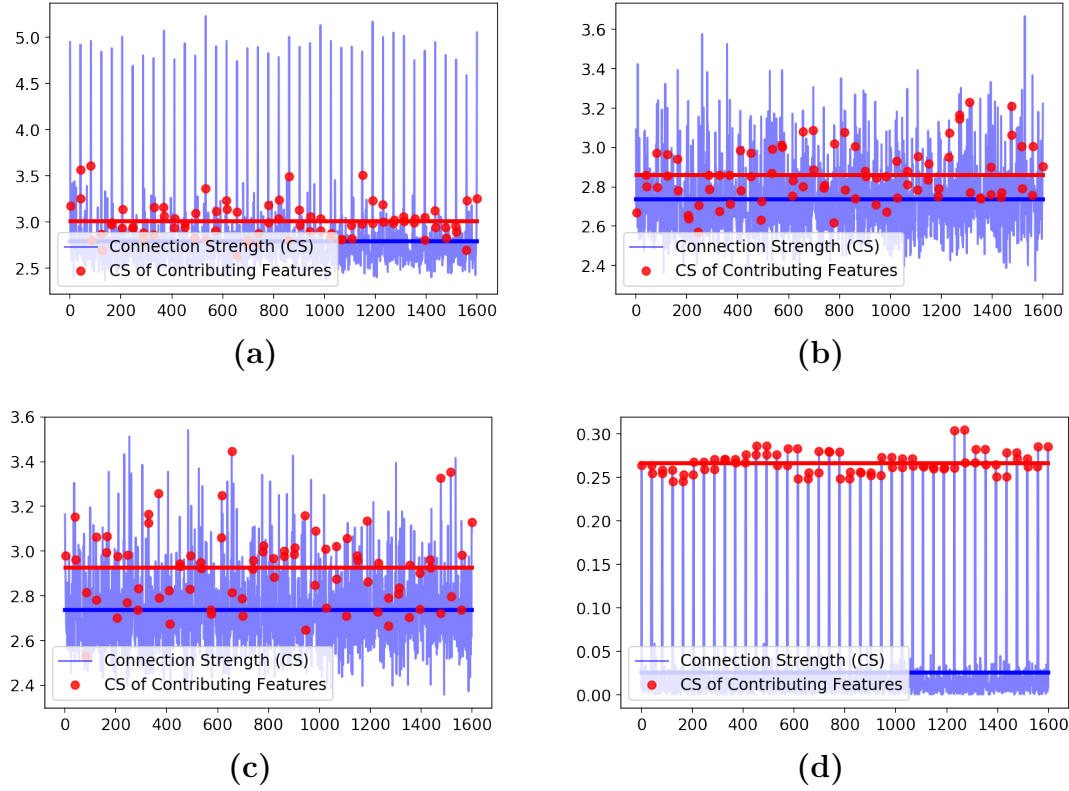 5.0
4.5
4.0
3.5
3.0
2.5
Connection Strength (CS)
CS of Contributing Features
0 200 400 600 800 1000 1200 1400 1600
(a)
3.6
3.4
3.2
3.0
2.8
2.6
2.4
Connection Strength (CS)
CS of Contributing Features
0 200 400 600 800 1000 1200 1400 1600
(b)
3.6
3.4
3.2
3.0
2.8
2.6
2.4
Connection Strength (CS)
CS of Contributing Features
0 200 400 600 800 1000 1200 1400 1600
(c)
0.30
0.25
0.20
0.15
0.10
0.05
0.00
Connection Strength (CS)
CS of Contributing Features
0 200 400 600 800 1000 1200 1400 1600
(d)